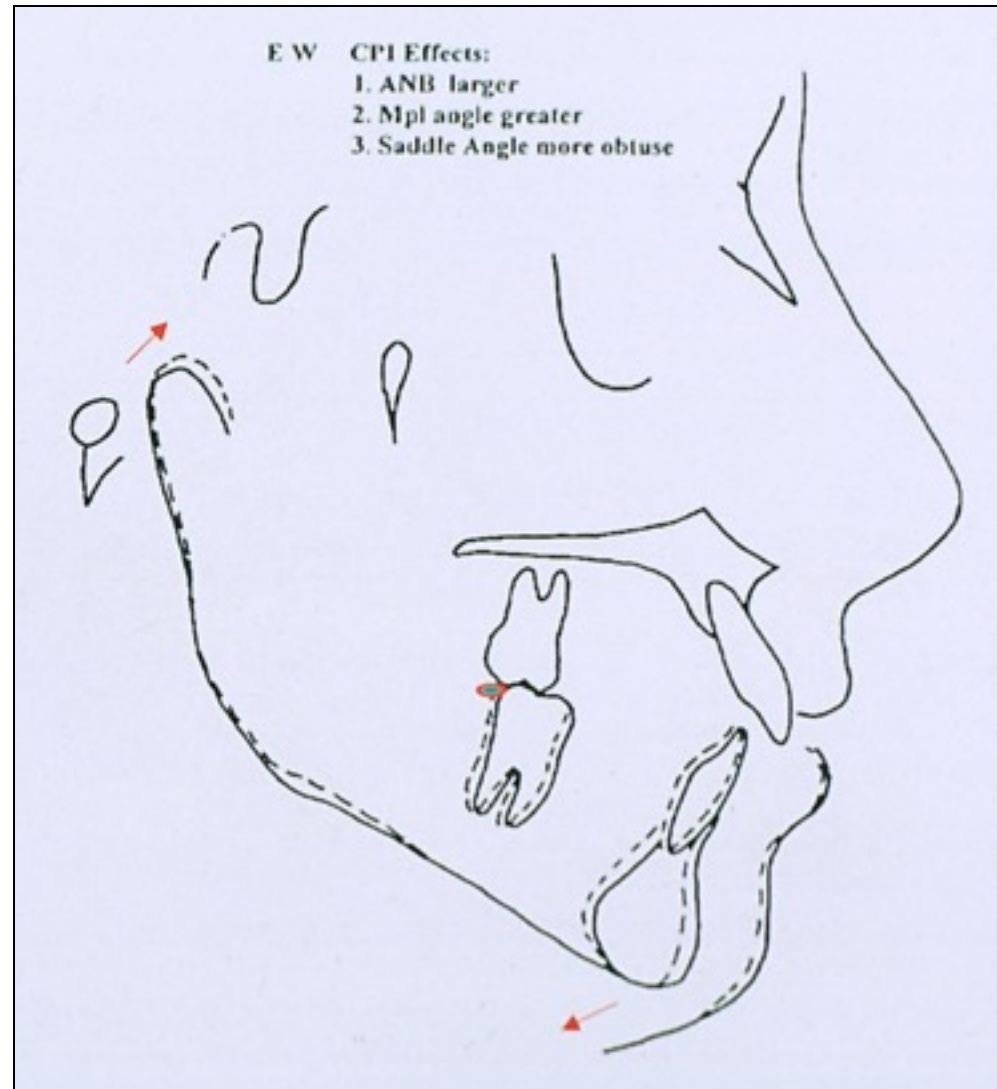 E W CPI Effects:
1. ANB larger
2. Mpl angle greater
3. Saddle Angle more obtuse